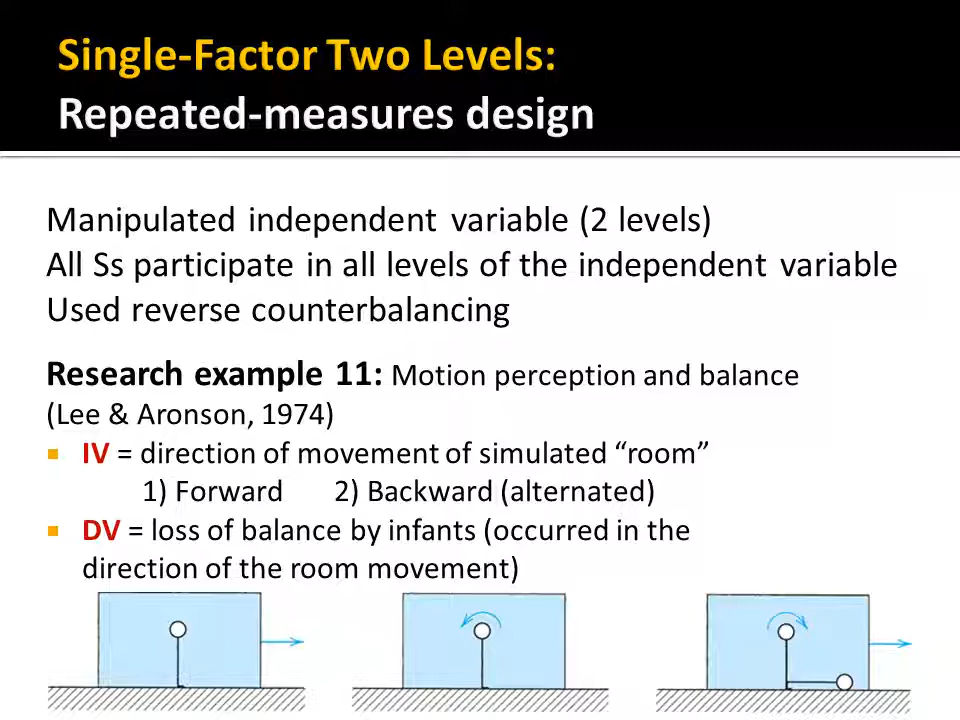 Single-Factor Two Levels:
Repeated-measures design
Manipulated independent variable (2 levels)
All Ss participate in all levels of the independent variable
Used reverse counterbalancing
Research example 11: Motion perception and balance
(Lee & Aronson, 1974)
IV = direction of movement of simulated “room”
1) Forward 2) Backward (alternated)
DV = loss of balance by infants (occurred in the
direction of the room movement)